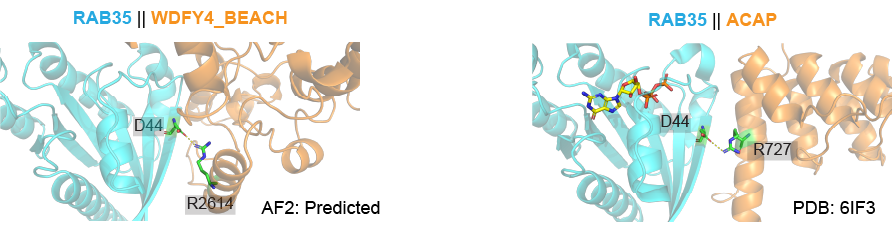 RAB35 || WDFY4_BEACH
D44
R2614
AF2: Predicted
RAB35 || ACAP
D44
R727
PDB: 6IF3